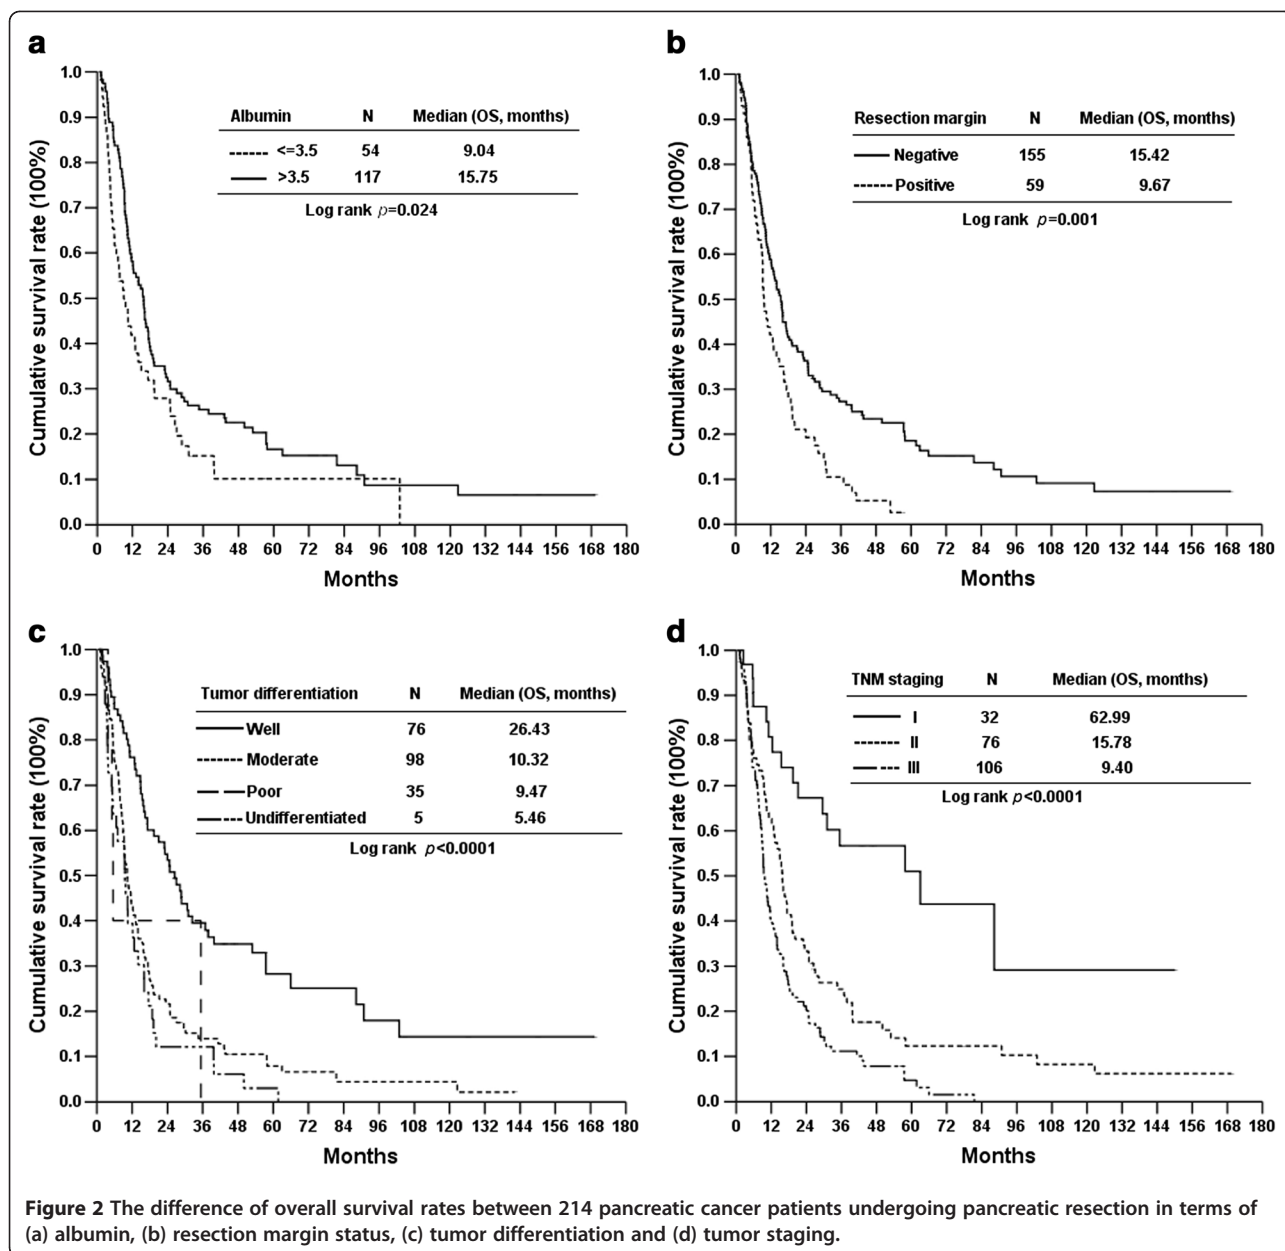 a
Cumulative survival rate (100%)
1.0
0.9
0.8
0.7
0.6
0.5
0.4
0.3
0.2
0.1
0.0
Albumin N Median (OS, months)
<=3.5 54 9.04
>3.5 117 15.75
Log rank p=0.024
0 12 24 36 48 60 72 84 96 108 120 132 144 156 168 180
Months
b
Cumulative survival rate (100%)
1.0
0.9
0.8
0.7
0.6
0.5
0.4
0.3
0.2
0.1
0.0
Resection margin N Median (OS, months)
Negative 155 15.42
Positive 59 9.67
Log rank p=0.001
0 12 24 36 48 60 72 84 96 108 120 132 144 156 168 180
Months
c
Cumulative survival rate (100%)
1.0
0.9
0.8
0.7
0.6
0.5
0.4
0.3
0.2
0.1
0.0
Tumor differentiation N Median (OS, months)
Well 76 26.43
Moderate 98 10.32
Poor 35 9.47
Undifferentiated 5 5.46
Log rank p<0.0001
0 12 24 36 48 60 72 84 96 108 120 132 144 156 168 180
Months
d
Cumulative survival rate (100%)
1.0
0.9
0.8
0.7
0.6
0.5
0.4
0.3
0.2
0.1
0.0
TNM staging N Median (OS, months)
I 32 62.99
II 76 15.78
III 106 9.40
Log rank p<0.0001
0 12 24 36 48 60 72 84 96 108 120 132 144 156 168 180
Months
Figure 2 The difference of overall survival rates between 214 pancreatic cancer patients undergoing pancreatic resection in terms of
(a) albumin, (b) resection margin status, (c) tumor differentiation and (d) tumor staging.